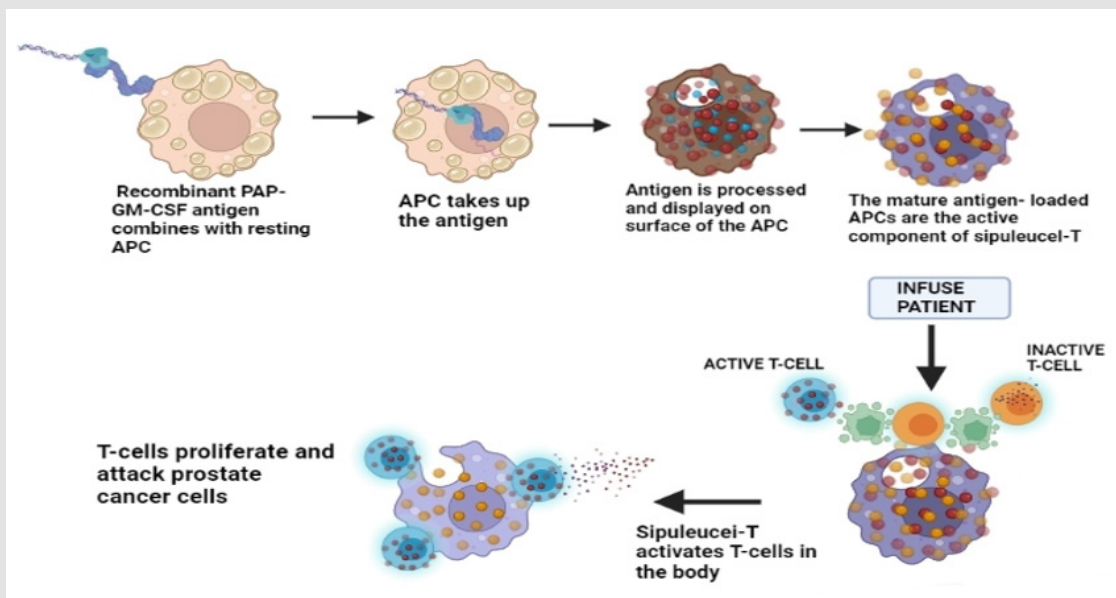 Recombinant PAP-
GM-CSF antigen
combines with resting
APC
APC takes up
the antigen
Antigen is processed
and displayed on
surface of the APC
The mature antigen- loaded
APCs are the active
component of sipuleucel-T
INFUSE
PATIENT
ACTIVE T-CELL
INACTIVE
T-CELL
T-cells proliferate and
attack prostate
cancer cells
Sipuleucei-T
activates T-cells in
the body